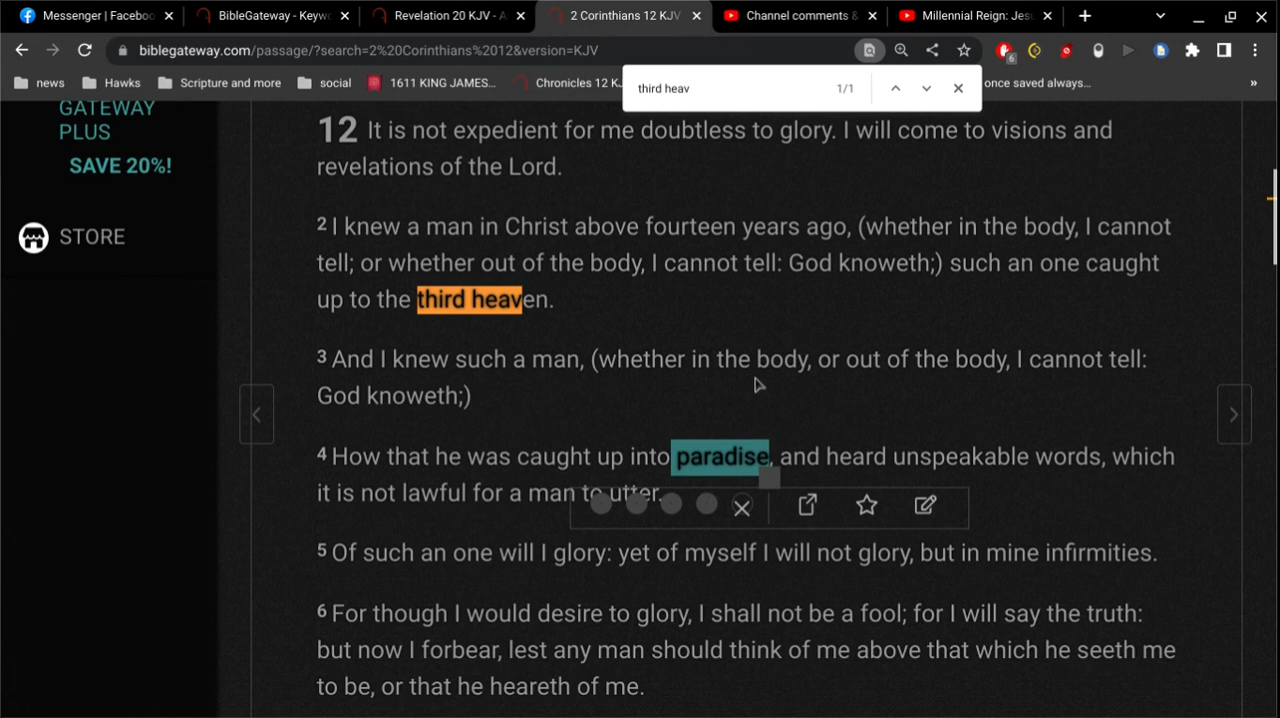 Messenger | Faceboo
BibleGateway - Keyw
Revelation 20 KJV - A
2 Corinthians 12 KJV
Channel comments &
Millennial Reign: Jesu
biblegateway.com/passage/?search=2%20Corinthians%2012&version=KJV
6
news
Hawks
Scripture and more
social
1611 KING JAMES...
Chronicles 12 K
once saved always...
»
third heav
1/1
GATEWAY
PLUS
SAVE 20%!
STORE
12 It is not expedient for me doubtless to glory. I will come to visions and
revelations of the Lord.
2 I knew a man in Christ above fourteen years ago, (whether in the body, I cannot
tell; or whether out of the body, I cannot tell: God knoweth;) such an one caught
up to the third heaven.
3 And I knew such a man, (whether in the body, or out of the body, I cannot tell:
God knoweth;)
4 How that he was caught up into paradise, and heard unspeakable words, which
it is not lawful for a man to utter.
5 Of such an one will I glory: yet of myself I will not glory, but in mine infirmities.
6 For though I would desire to glory, I shall not be a fool; for I will say the truth:
but now I forbear, lest any man should think of me above that which he seeth me
to be, or that he heareth of me.